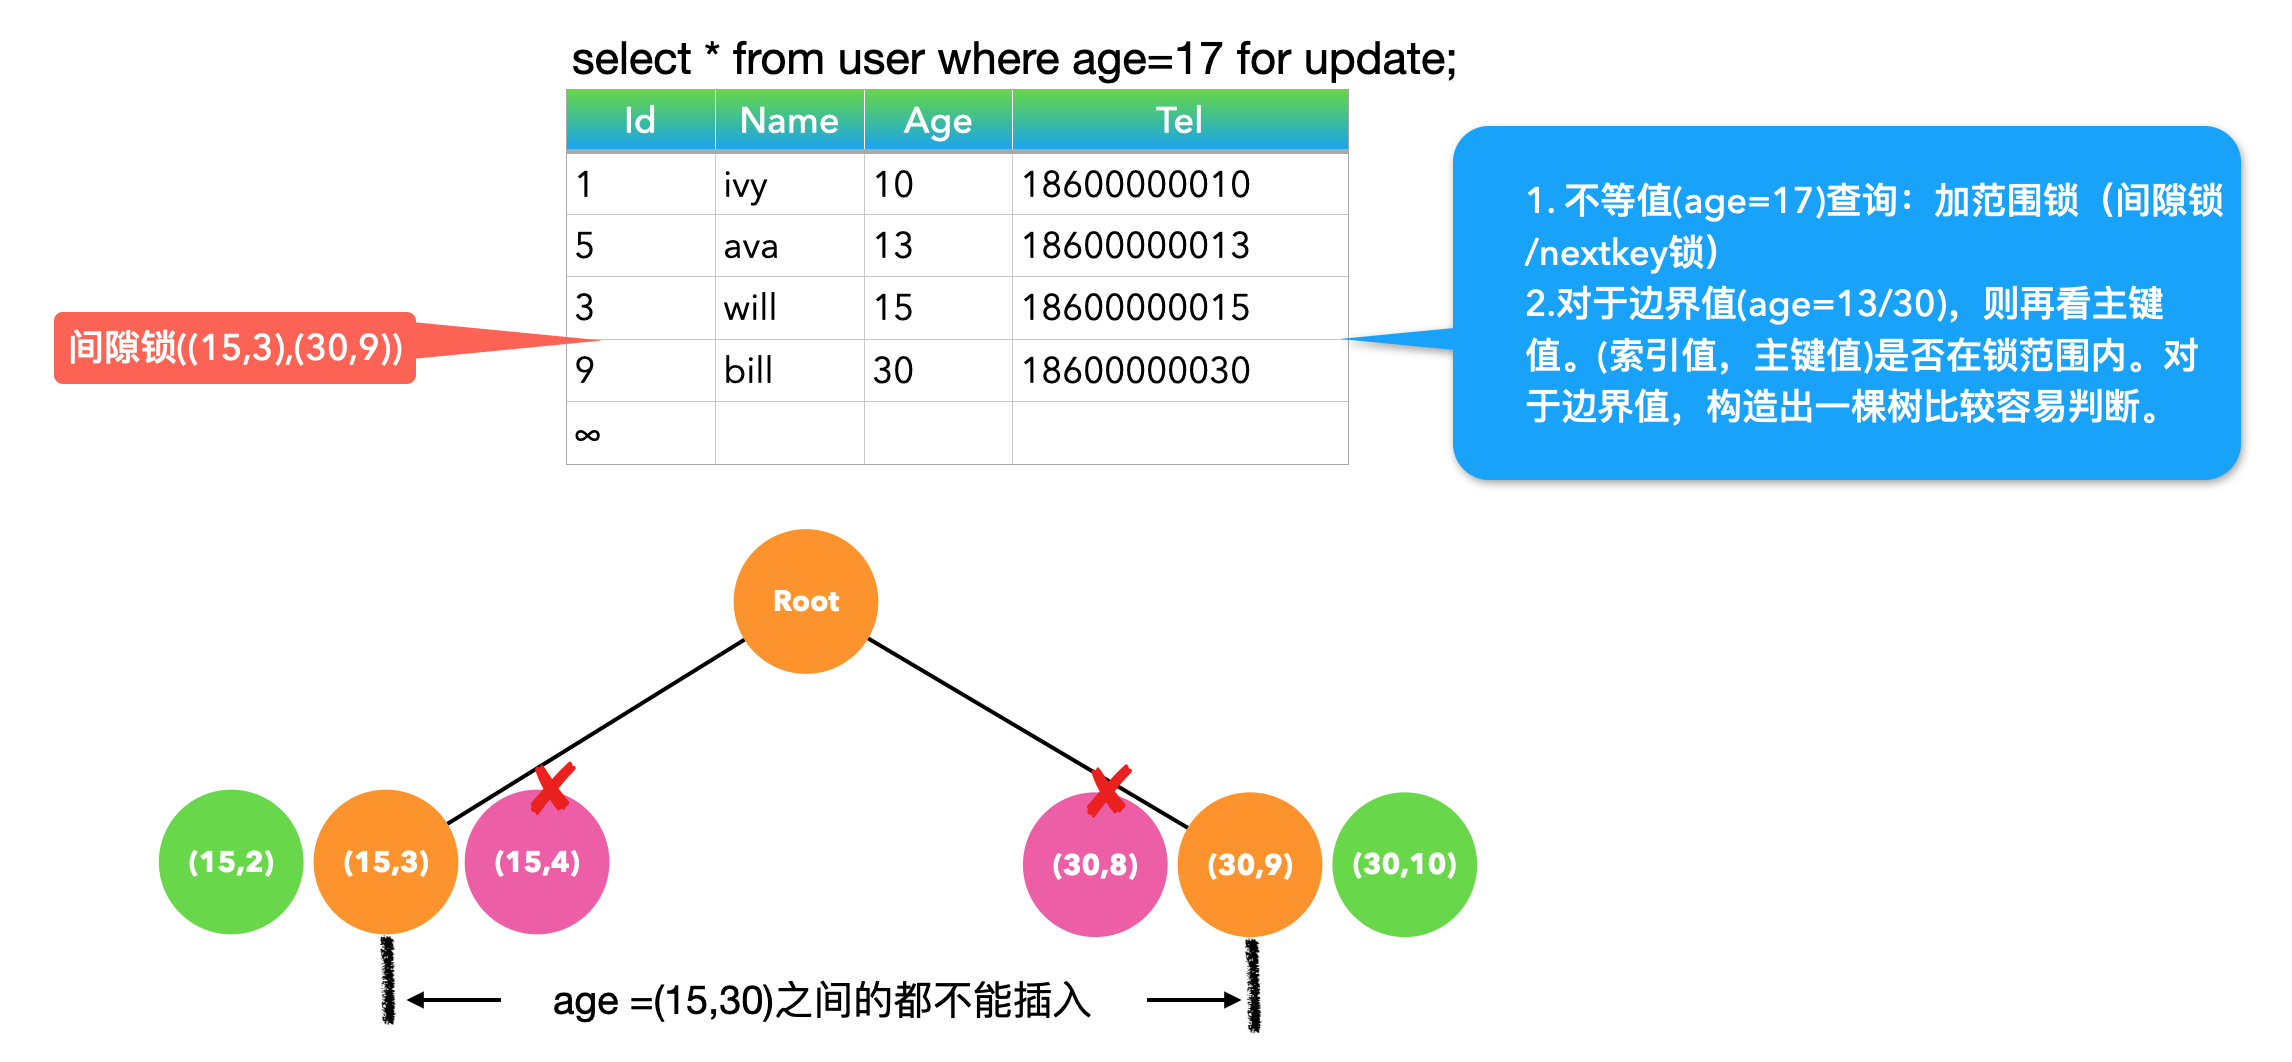 select * from user where age=17 for update;
Id Name Age Tel
1 ivy 10 18600000010
5 ava 13 18600000013
3 will 15 18600000015
9 bill 30 18600000030
∞
间隙锁((15,3),(30,9))
1. 不等值(age=17)查询：加范围锁（间隙锁
/nextkey锁）
2.对于边界值(age=13/30)，则再看主键
值。(索引值，主键值)是否在锁范围内。对
于边界值，构造出一棵树比较容易判断。
Root
(15,2) (15,3) (15,4) (30,8) (30,9) (30,10)
age =(15,30)之间的都不能插入